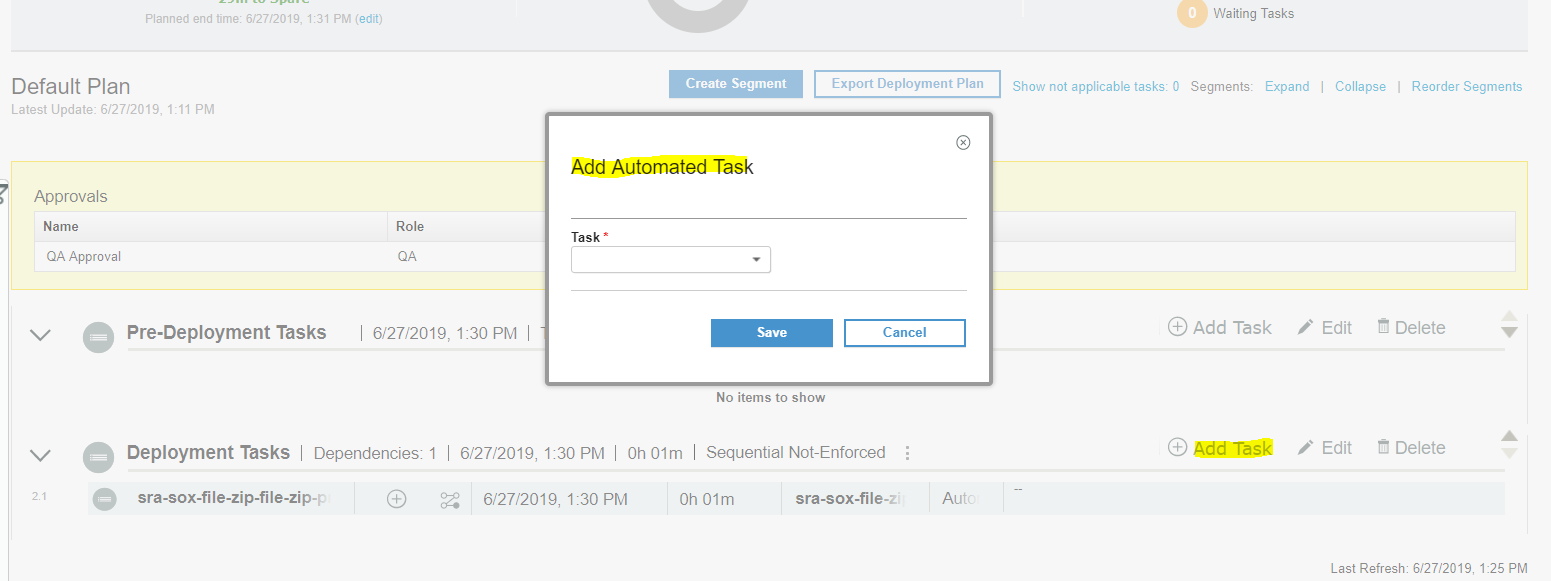 29m to Spare
Planned end time: 6/27/2019, 1:31 PM (edit)
0 Waiting Tasks
Default Plan
Latest Update: 6/27/2019, 1:11 PM
Create Segment Export Deployment Plan Show not applicable tasks: 0 Segments: Expand | Collapse | Reorder Segments
Add Automated Task
Task *
Save Cancel
Approvals
Name Role
QA Approval QA
Pre-Deployment Tasks | 6/27/2019, 1:30 PM |
Add Task Edit Delete
No items to show
Deployment Tasks | Dependencies: 1 | 6/27/2019, 1:30 PM | 0h 01m | Sequential Not-Enforced
Add Task Edit Delete
2.1 sra-sox-file-zip-file-zip-p 6/27/2019, 1:30 PM 0h 01m sra-sox-file-zi Auto --
Last Refresh: 6/27/2019, 1:25 PM